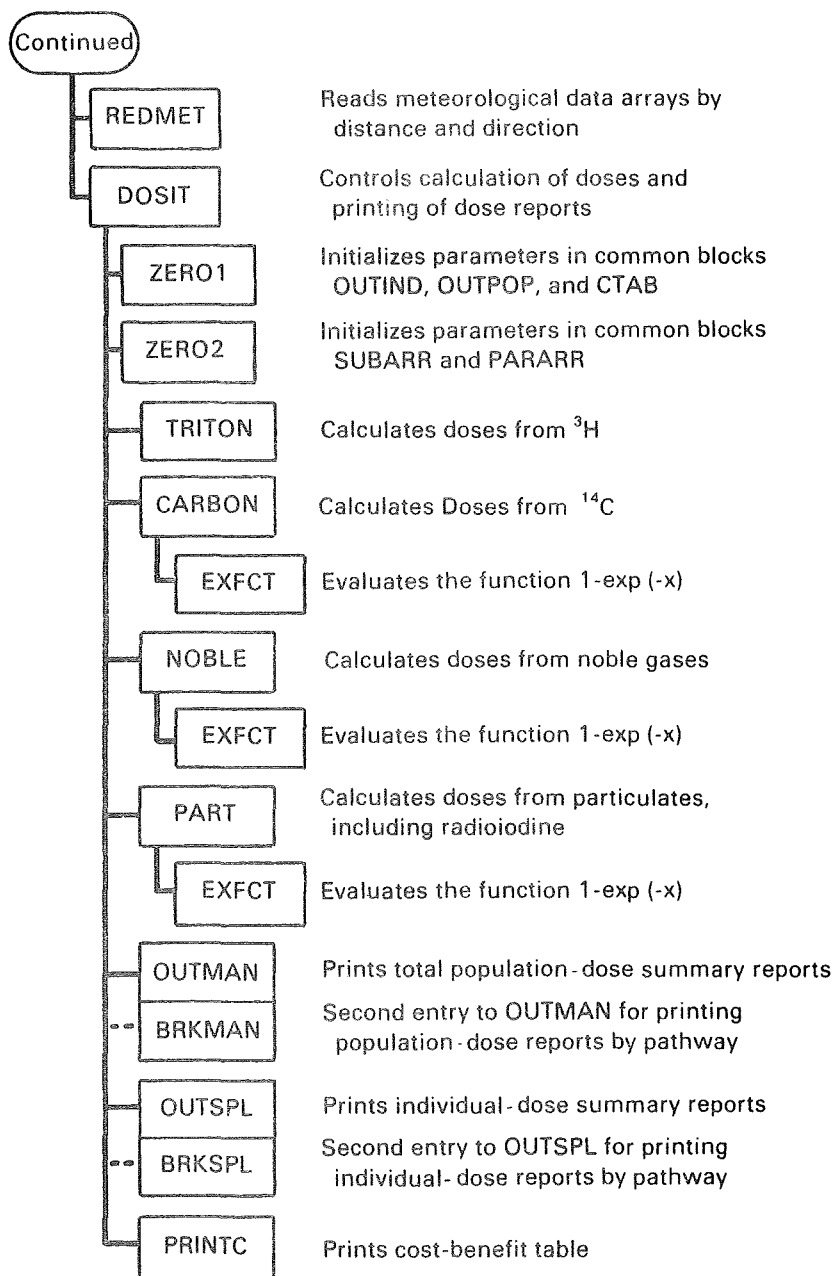 Continued
REDMET
Reads meteorological data arrays by
distance and direction
DOSIT
Controls calculation of doses and
printing of dose reports
ZERO1
Initializes parameters in common blocks
OUTIND, OUTPOP, and CTAB
ZERO2
Initializes parameters in common blocks
SUBARR and PARARR
TRITON
Calculates doses from ³H
CARBON
Calculates Doses from ¹⁴C
EXFCT
Evaluates the function 1-exp (-x)
NOBLE
Calculates doses from noble gases
EXFCT
Evaluates the function 1-exp (-x)
PART
Calculates doses from particulates,
including radioiodine
EXFCT
Evaluates the function 1-exp (-x)
OUTMAN
Prints total population-dose summary reports
BRKMAN
Second entry to OUTMAN for printing
population-dose reports by pathway
OUTSPL
Prints individual-dose summary reports
BRKSPL
Second entry to OUTSPL for printing
individual-dose reports by pathway
PRINTC
Prints cost-benefit table